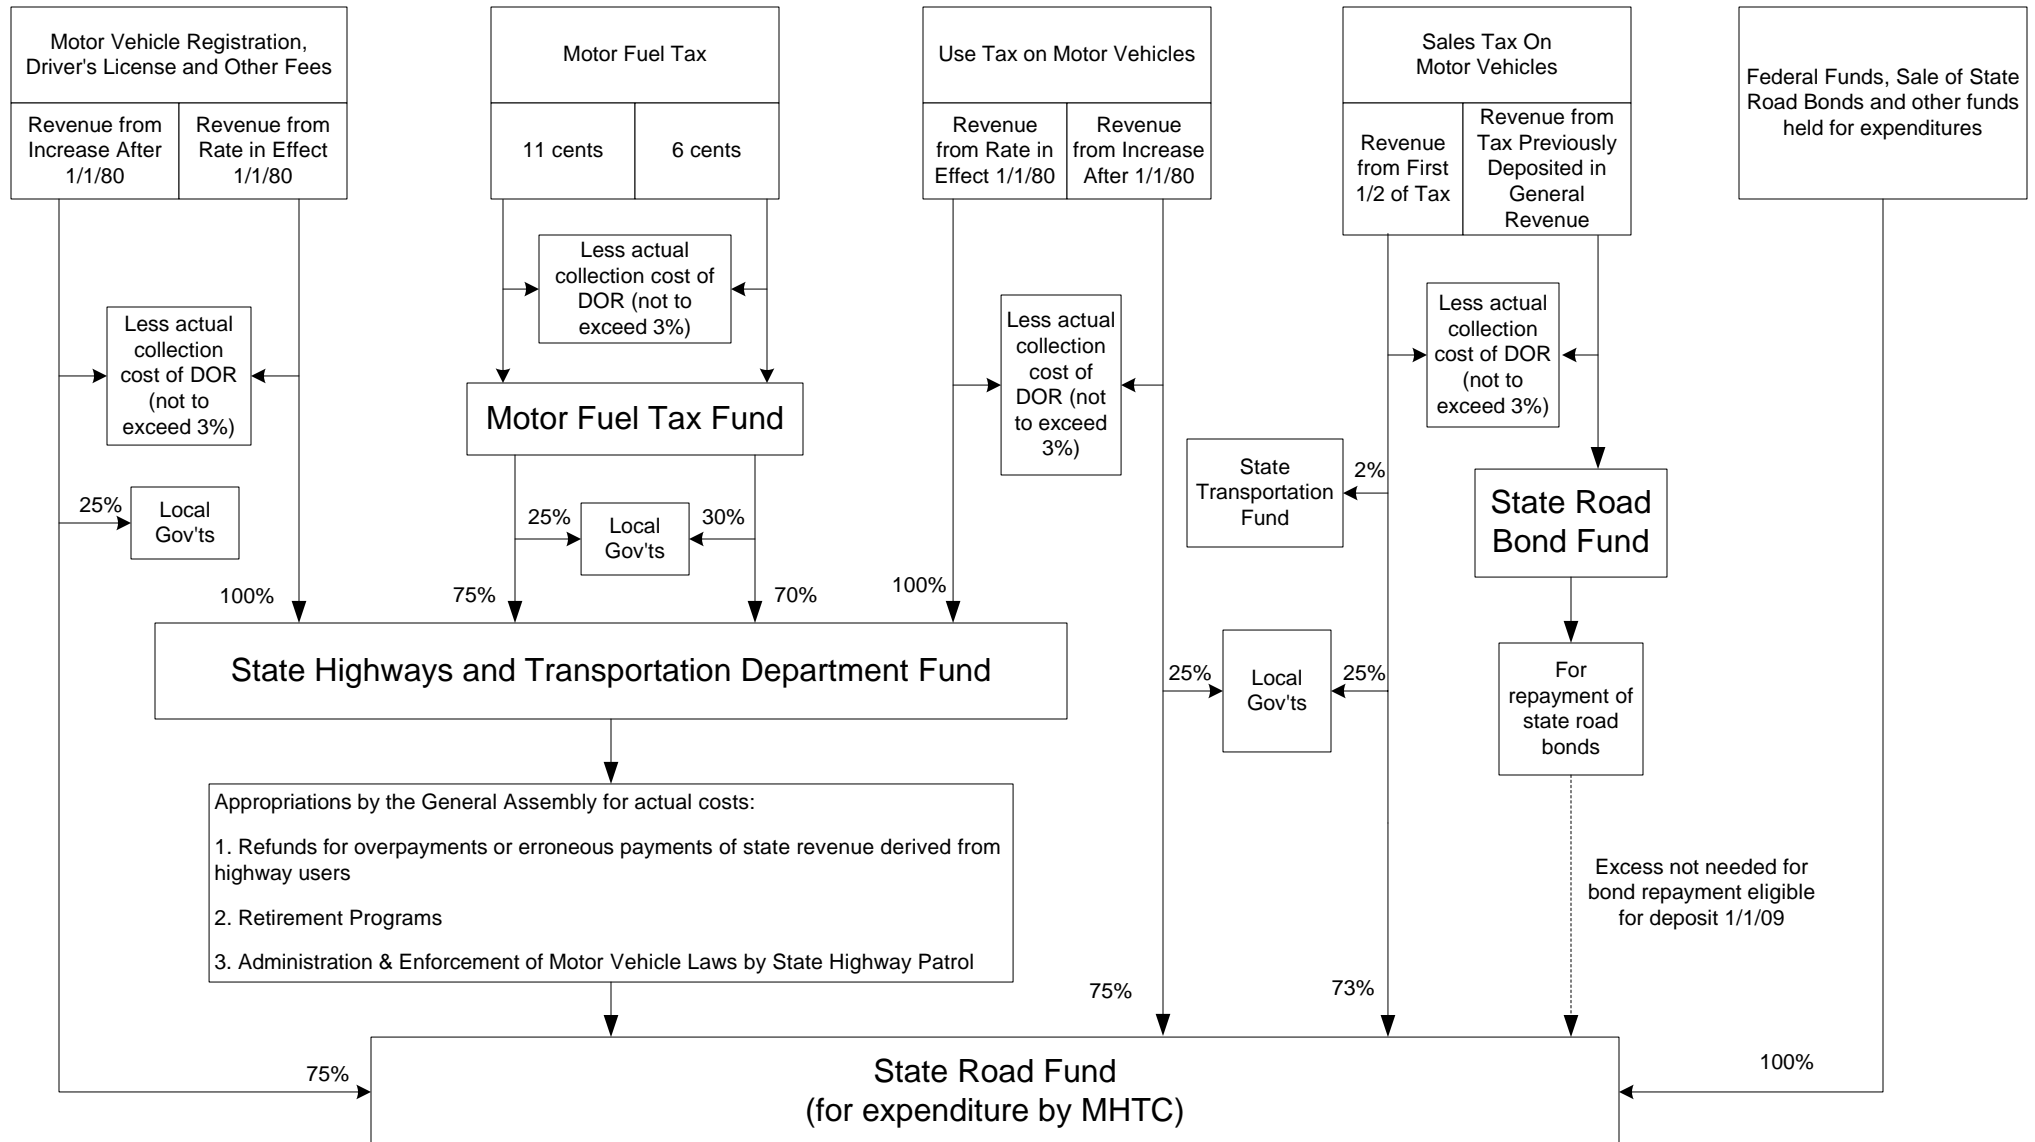 Motor Vehicle Registration,
Driver's License and Other Fees
Revenue from
Increase After
1/1/80
Revenue from
Rate in Effect
1/1/80
Motor Fuel Tax
11 cents
6 cents
Use Tax on Motor Vehicles
Revenue
from Rate in
Effect 1/1/80
Revenue
from Increase
After 1/1/80
Sales Tax On
Motor Vehicles
Revenue
from First
1/2 of Tax
Revenue from
Tax Previously
Deposited in
General
Revenue
Federal Funds, Sale of State
Road Bonds and other funds
held for expenditures
Less actual
collection
cost of DOR
(not to
exceed 3%)
Less actual
collection cost of
DOR (not to
exceed 3%)
Less actual
collection
cost of
DOR (not
to exceed
3%)
Less actual
collection
cost of DOR
(not to
exceed 3%)
Motor Fuel Tax Fund
State
Transportation
Fund
2%
State Road
Bond Fund
25%
Local
Gov'ts
25%
Local
Gov'ts
30%
100%
75%
70%
100%
State Highways and Transportation Department Fund
25%
Local
Gov'ts
25%
For
repayment of
state road
bonds
Appropriations by the General Assembly for actual costs:
1. Refunds for overpayments or erroneous payments of state revenue derived from
highway users
2. Retirement Programs
3. Administration & Enforcement of Motor Vehicle Laws by State Highway Patrol
Excess not needed for
bond repayment eligible
for deposit 1/1/09
75%
73%
75%
State Road Fund
(for expenditure by MHTC)
100%